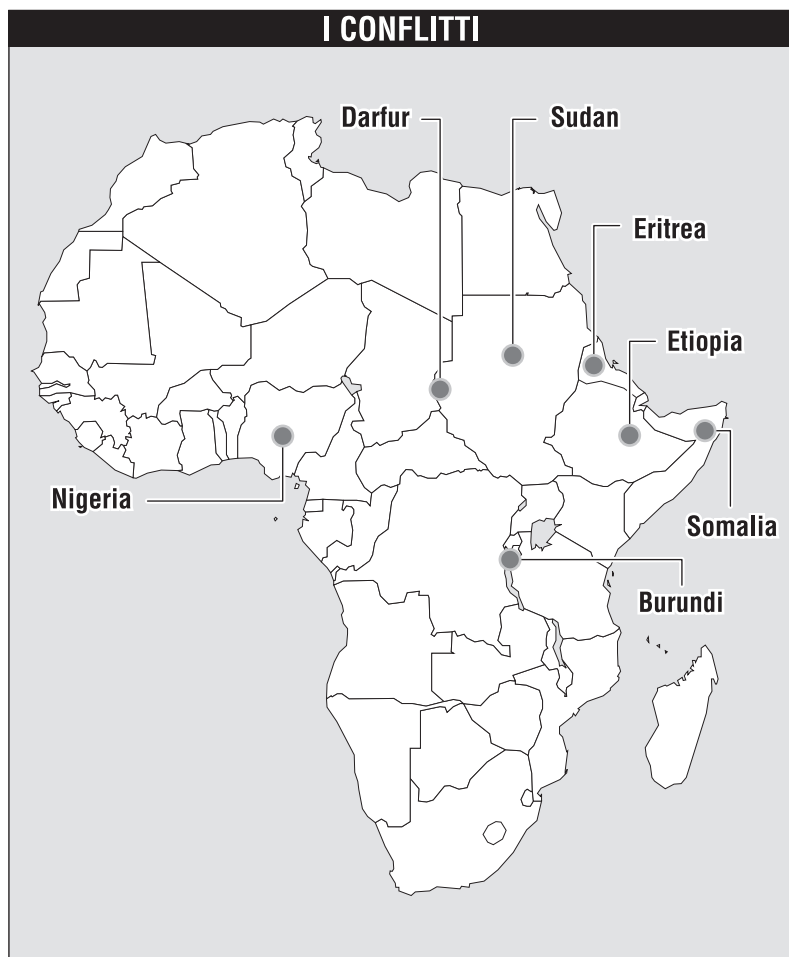 I CONFLITTI
Darfur
Sudan
Eritrea
Etiopia
Nigeria
Somalia
Burundi